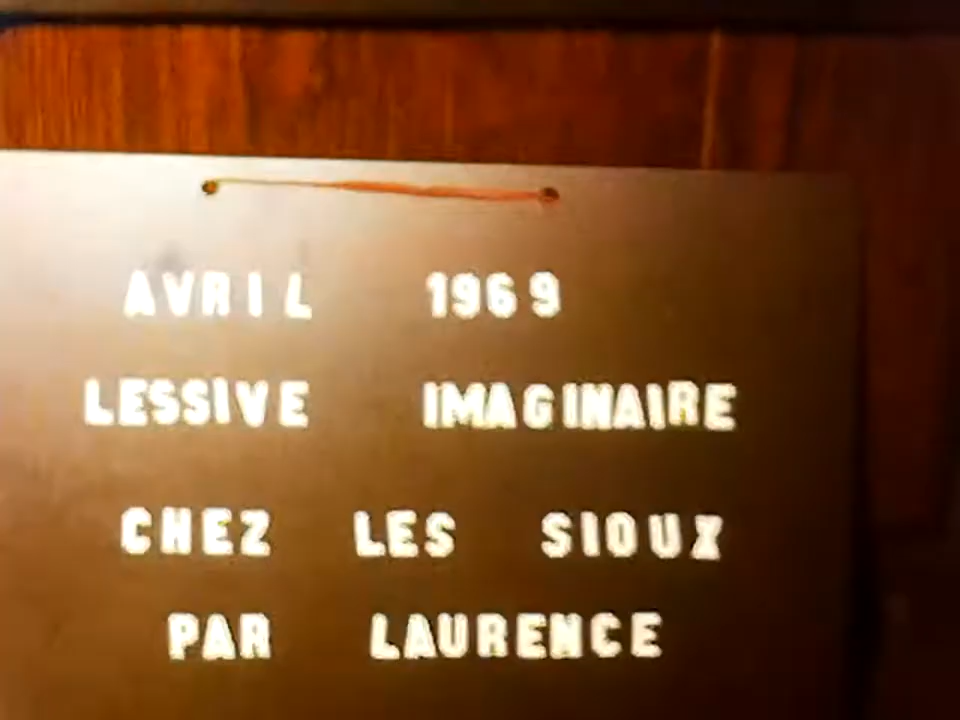 AVRIL 1969
LESSIVE IMAGINAIRE
CHEZ LES SIOUX
PAR LAURENCE